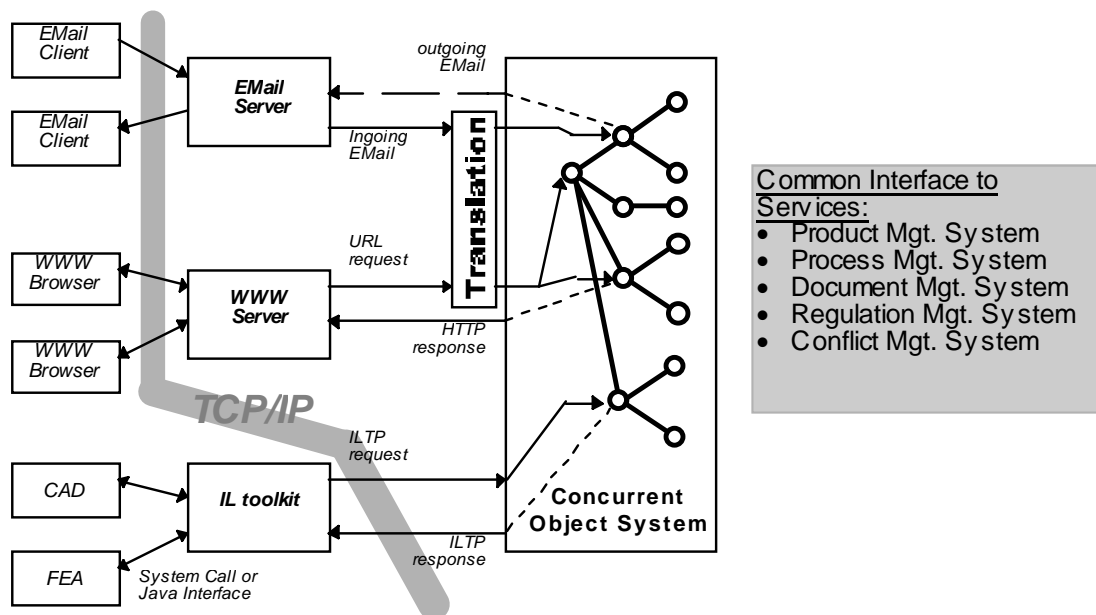 EMail
Client
EMail
Client
EMail
Server
outgoing
EMail
Ingoing
EMail
Translation
WWW
Browser
WWW
Browser
WWW
Server
URL
request
HTTP
response
TCP/IP
CAD
FEA
IL toolkit
ILTP
request
ILTP
response
System Call or
Java Interface
Concurrent
Object System
Common Interface to
Services:
• Product Mgt. System
• Process Mgt. System
• Document Mgt. System
• Regulation Mgt. System
• Conflict Mgt. System